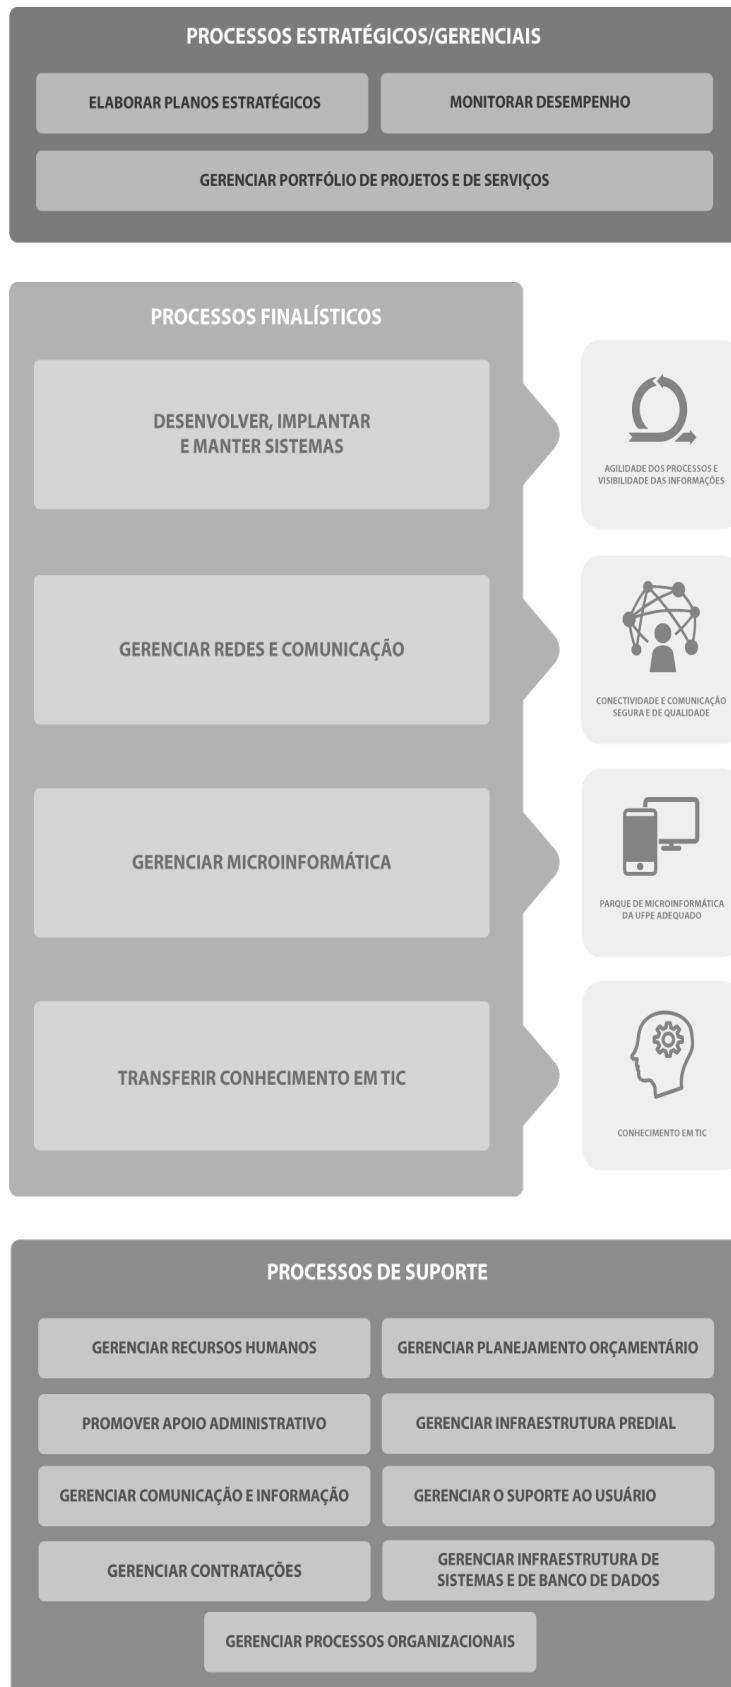 PROCESSOS ESTRATÉGICOS/GERENCIAIS
ELABORAR PLANOS ESTRATÉGICOS
MONITORAR DESEMPENHO
GERENCIAR PORTFÓLIO DE PROJETOS E DE SERVIÇOS
PROCESSOS FINALÍSTICOS
DESENVOLVER, IMPLANTAR
E MANTER SISTEMAS
AGILIDADE DOS PROCESSOS E
VISIBILIDADE DAS INFORMAÇÕES
GERENCIAR REDES E COMUNICAÇÃO
CONECTIVIDADE E COMUNICAÇÃO
SEGURA E DE QUALIDADE
GERENCIAR MICROINFORMÁTICA
PARQUE DE MICROINFORMÁTICA
DA UFPE ADEQUADO
TRANSFERIR CONHECIMENTO EM TIC
CONHECIMENTO EM TIC
PROCESSOS DE SUPORTE
GERENCIAR RECURSOS HUMANOS
GERENCIAR PLANEJAMENTO ORÇAMENTÁRIO
PROMOVER APOIO ADMINISTRATIVO
GERENCIAR INFRAESTRUTURA PREDIAL
GERENCIAR COMUNICAÇÃO E INFORMAÇÃO
GERENCIAR O SUPORTE AO USUÁRIO
GERENCIAR CONTRATAÇÕES
GERENCIAR INFRAESTRUTURA DE
SISTEMAS E DE BANCO DE DADOS
GERENCIAR PROCESSOS ORGANIZACIONAIS